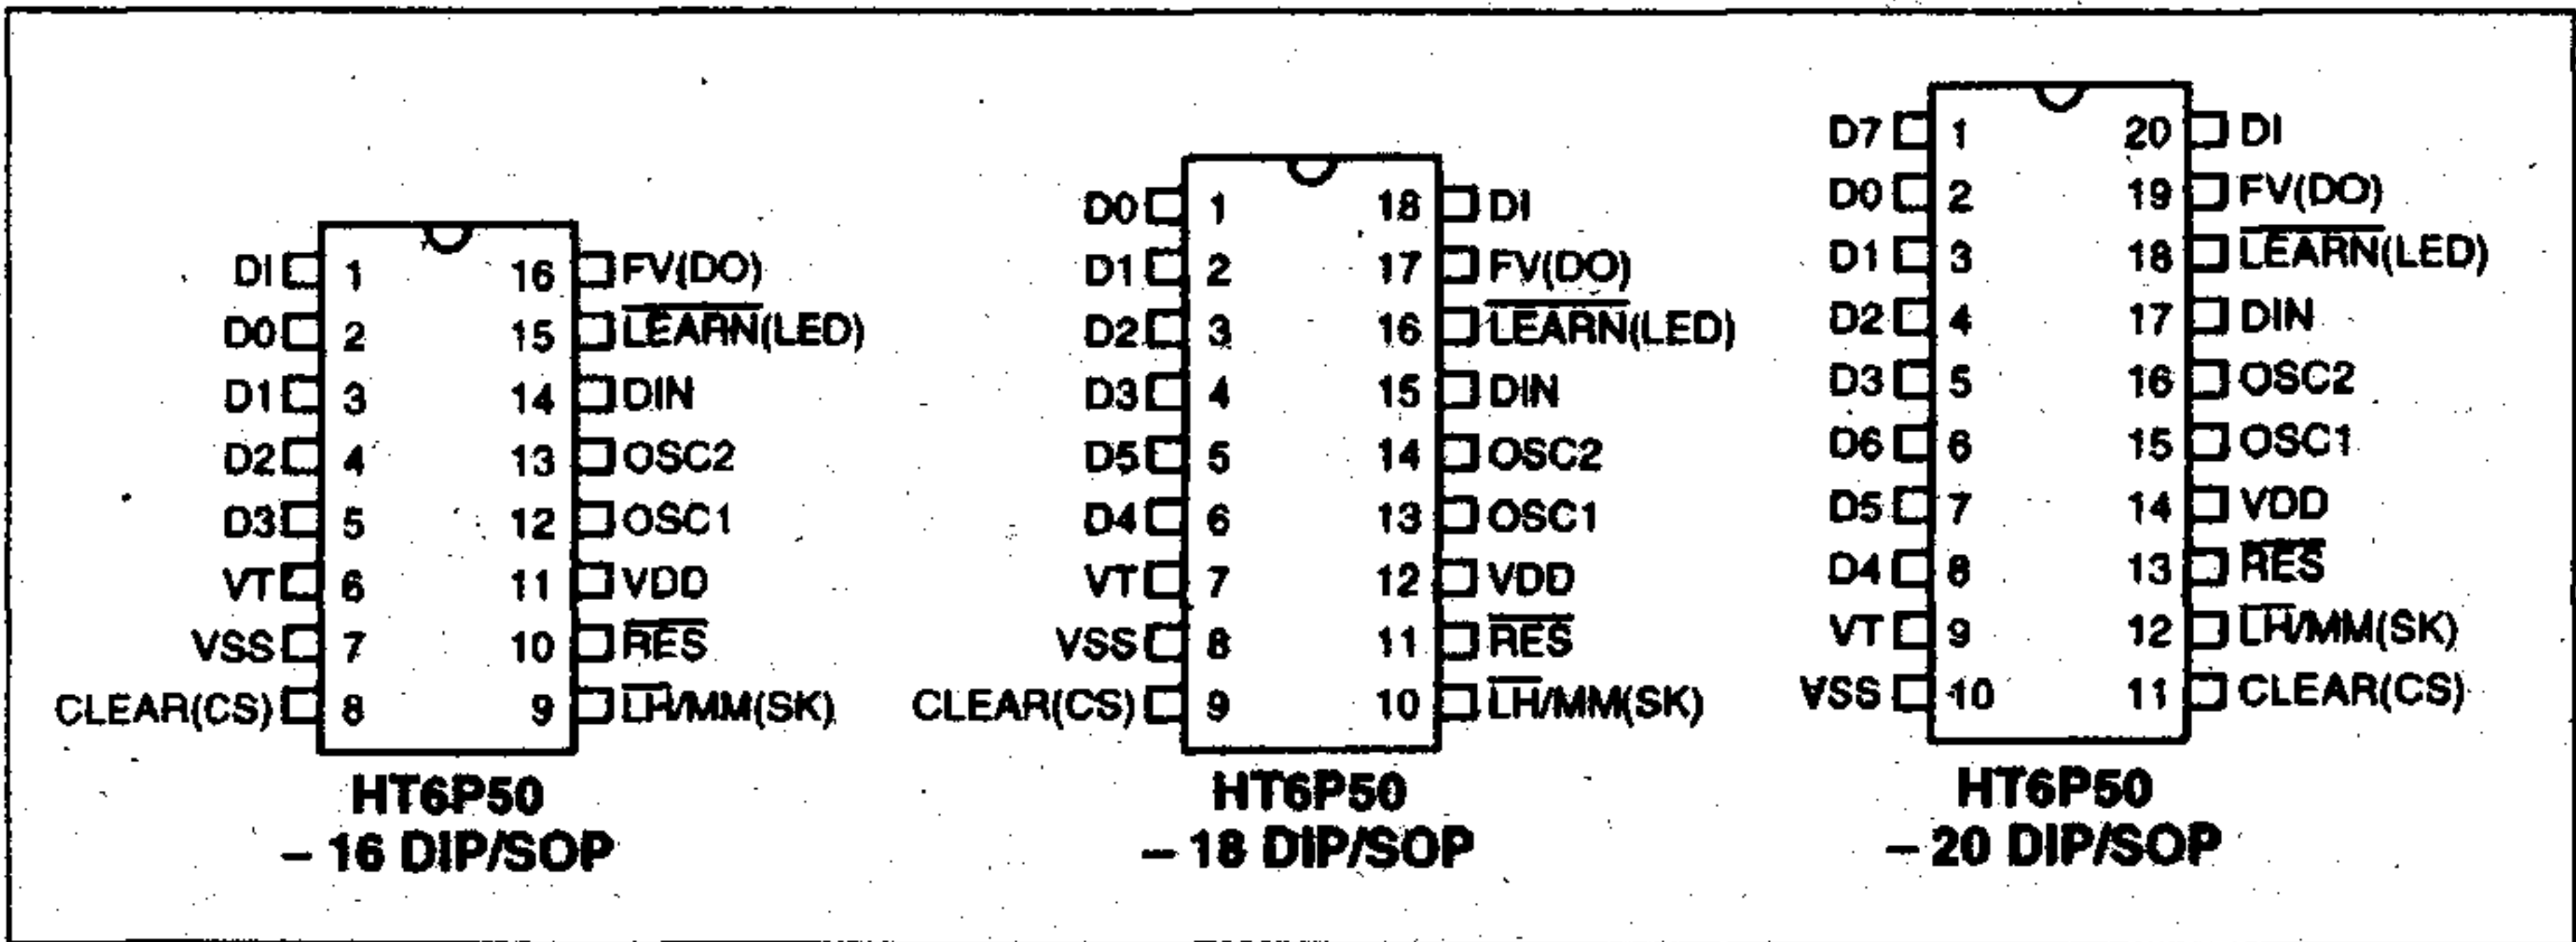 DI 1 16 FV(DO)
D0 2 15 LEARN(LED)
D1 3 14 DIN
D2 4 13 OSC2
D3 5 12 OSC1
VT 6 11 VDD
VSS 7 10 RES
CLEAR(CS) 8 9 LH/MM(SK)
HT6P50
– 16 DIP/SOP
D0 1 18 DI
D1 2 17 FV(DO)
D2 3 16 LEARN(LED)
D3 4 15 DIN
D5 5 14 OSC2
D4 6 13 OSC1
VT 7 12 VDD
VSS 8 11 RES
CLEAR(CS) 9 10 LH/MM(SK)
HT6P50
– 18 DIP/SOP
D7 1 20 DI
D0 2 19 FV(DO)
D1 3 18 LEARN(LED)
D2 4 17 DIN
D3 5 16 OSC2
D6 6 15 OSC1
D5 7 14 VDD
D4 8 13 RES
VT 9 12 LH/MM(SK)
VSS 10 11 CLEAR(CS)
HT6P50
– 20 DIP/SOP